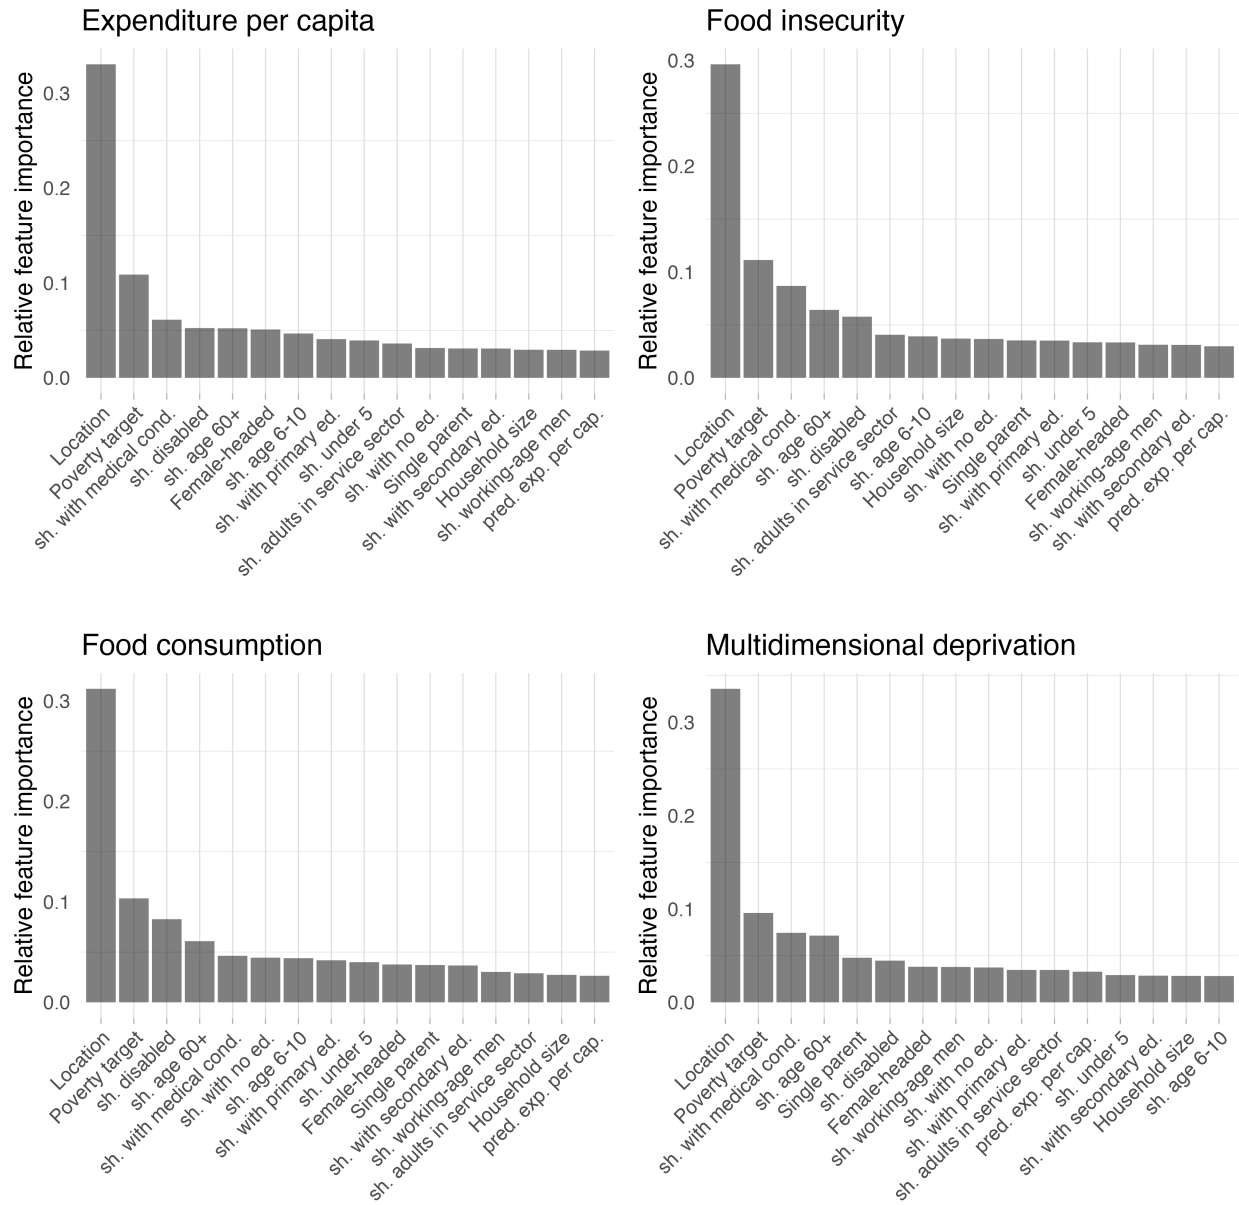 Expenditure per capita
Relative feature importance
0.3
0.2
0.1
0.0
Location
Poverty target
sh. with medical cond.
sh. disabled
sh. age 60+
Female-headed
sh. age 6-10
sh. with primary ed.
sh. under 5
sh. adults in service sector
sh. with no ed.
Single parent
sh. with secondary ed.
Household size
sh. working-age men
pred. exp. per cap.
Food insecurity
Relative feature importance
0.3
0.2
0.1
0.0
Location
Poverty target
sh. with medical cond.
sh. age 60+
sh. disabled
sh. adults in service sector
sh. age 6-10
Household size
sh. with no ed.
Single parent
sh. with primary ed.
sh. under 5
Female-headed
sh. working-age men
sh. with secondary ed.
pred. exp. per cap.
Food consumption
Relative feature importance
0.3
0.2
0.1
0.0
Location
Poverty target
sh. disabled
sh. age 60+
sh. with medical cond.
sh. with no ed.
sh. age 6-10
sh. with primary ed.
sh. under 5
Female-headed
Single parent
sh. with secondary ed.
sh. working-age men
sh. adults in service sector
Household size
pred. exp. per cap.
Multidimensional deprivation
Relative feature importance
0.3
0.2
0.1
0.0
Location
Poverty target
sh. with medical cond.
sh. age 60+
Single parent
sh. disabled
Female-headed
sh. working-age men
sh. with no ed.
sh. with primary ed.
sh. adults in service sector
pred. exp. per cap.
sh. under 5
sh. with secondary ed.
Household size
sh. age 6-10